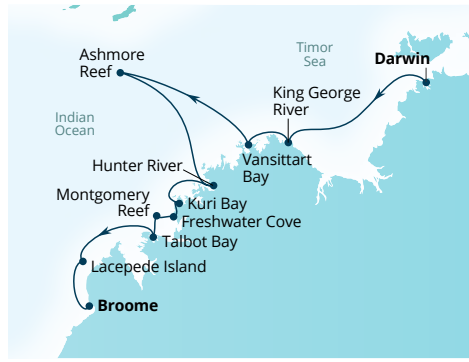 Ashmore
Reef
Timor
Sea
Darwin
King George
River
Indian
Ocean
Vansittart
Bay
Hunter River
Montgomery
Reef
Kuri Bay
Freshwater Cove
Talbot Bay
Lacepede Island
Broome